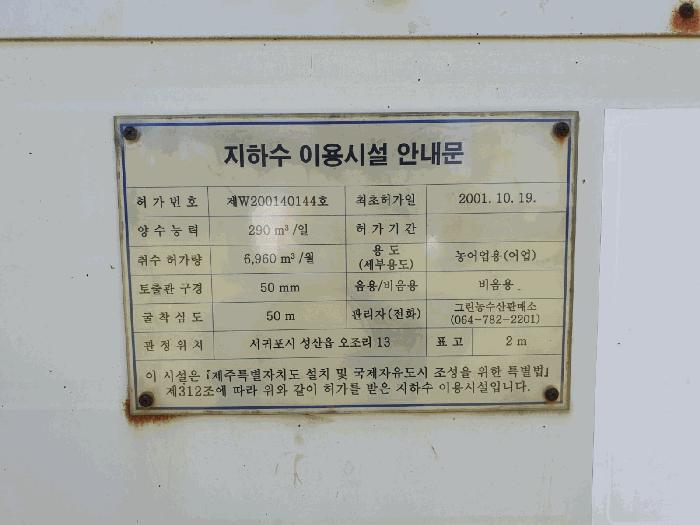 지하수 이용시설 안내문
허가번호 제W200140144호 최초허가일 2001. 10. 19.
양수능력 290 m³/일 허가기간
취수 허가량 6,960 m³/월 용도 (세부용도) 농어업용(어업)
토출관 구경 50 mm 음용/비음용 비음용
굴착심도 50 m 관리자(전화) 그린농수산판매소 (064-782-2201)
관정위치 서귀포시 성산읍 오조리 13 표고 2 m
이 시설은 「제주특별자치도 설치 및 국제자유도시 조성을 위한 특별법」
제312조에 따라 위와 같이 허가를 받은 지하수 이용시설입니다.